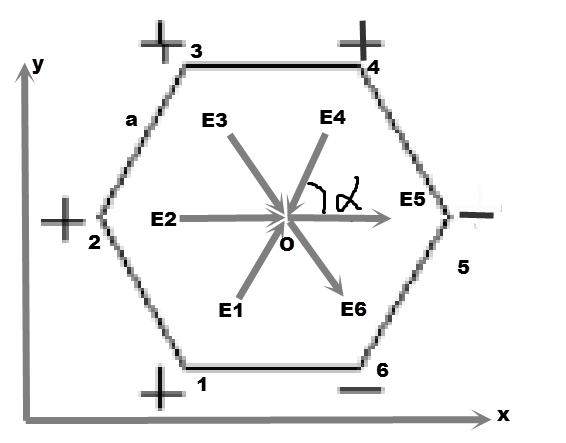 + 3 +
y 4
a E3 E4
α
+ E2 E5 −
2 O 5
E1 E6
1 6
+ −
x